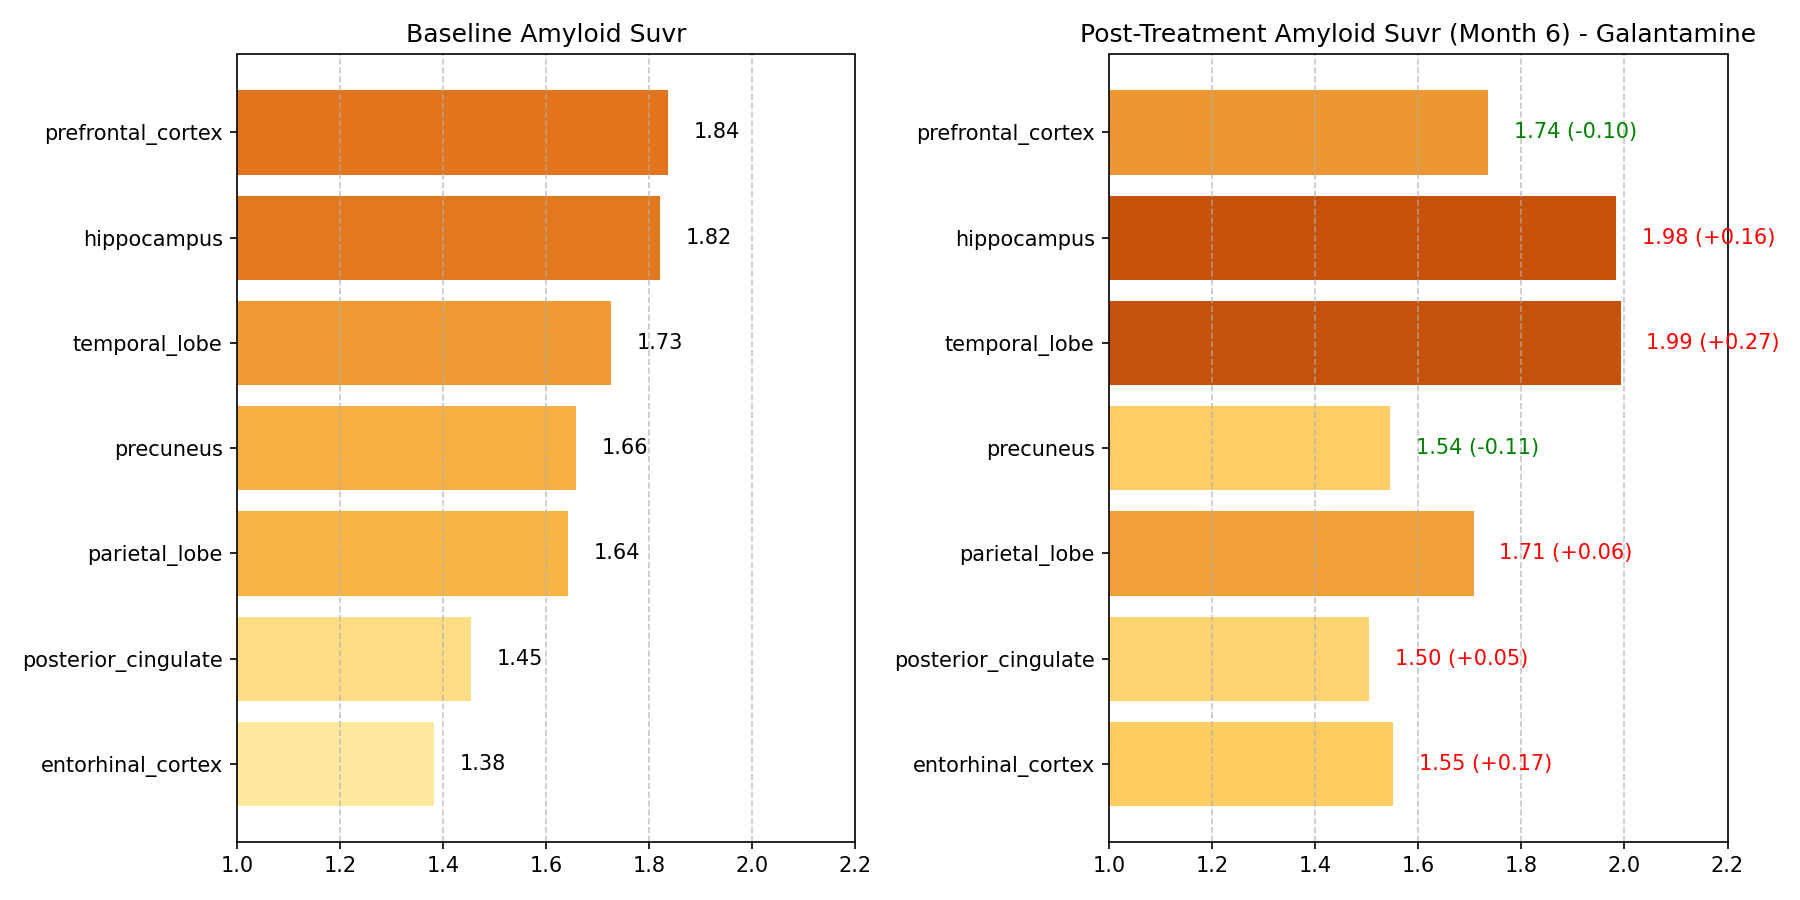 Baseline Amyloid Suvr
prefrontal_cortex
1.84
hippocampus
1.82
temporal_lobe
1.73
precuneus
1.66
parietal_lobe
1.64
posterior_cingulate
1.45
entorhinal_cortex
1.38
1.0 1.2 1.4 1.6 1.8 2.0 2.2
Post-Treatment Amyloid Suvr (Month 6) - Galantamine
prefrontal_cortex
1.74 (-0.10)
hippocampus
1.98 (+0.16)
temporal_lobe
1.99 (+0.27)
precuneus
1.54 (-0.11)
parietal_lobe
1.71 (+0.06)
posterior_cingulate
1.50 (+0.05)
entorhinal_cortex
1.55 (+0.17)
1.0 1.2 1.4 1.6 1.8 2.0 2.2